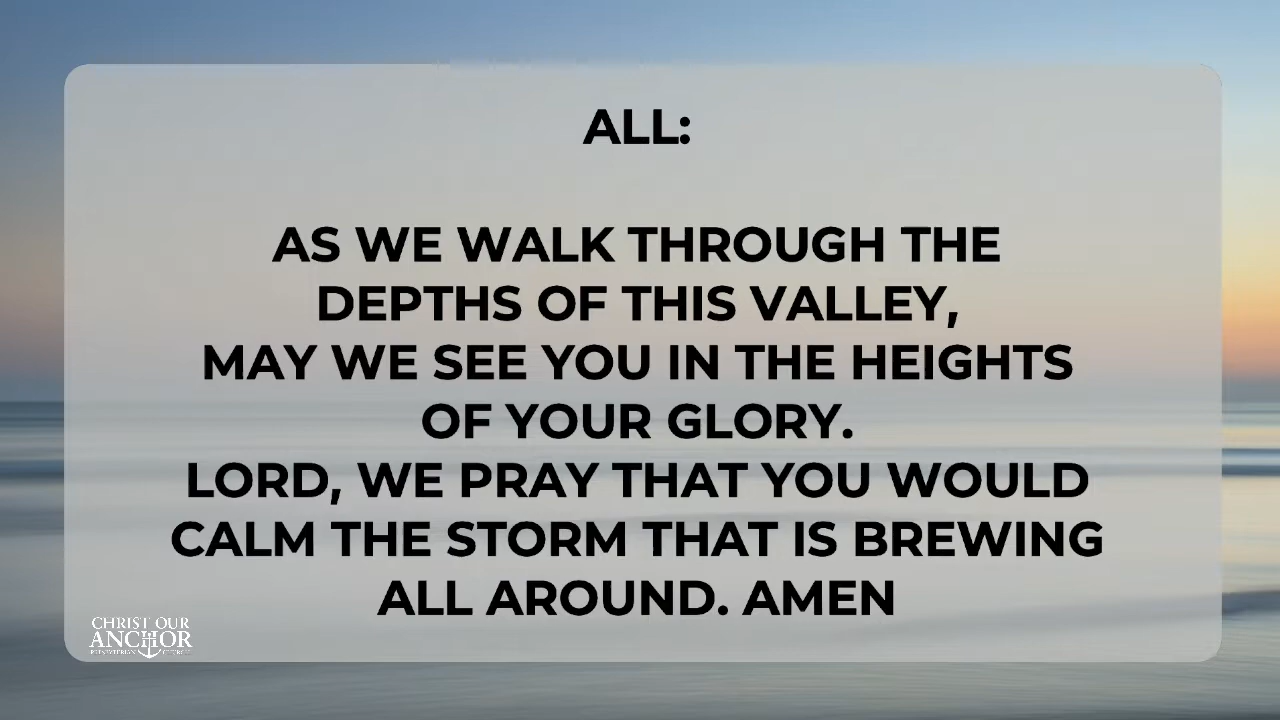 ALL:
AS WE WALK THROUGH THE
DEPTHS OF THIS VALLEY,
MAY WE SEE YOU IN THE HEIGHTS
OF YOUR GLORY.
LORD, WE PRAY THAT YOU WOULD
CALM THE STORM THAT IS BREWING
ALL AROUND. AMEN
CHRIST OUR
ANCHOR
PRESBYTERIAN CHURCH